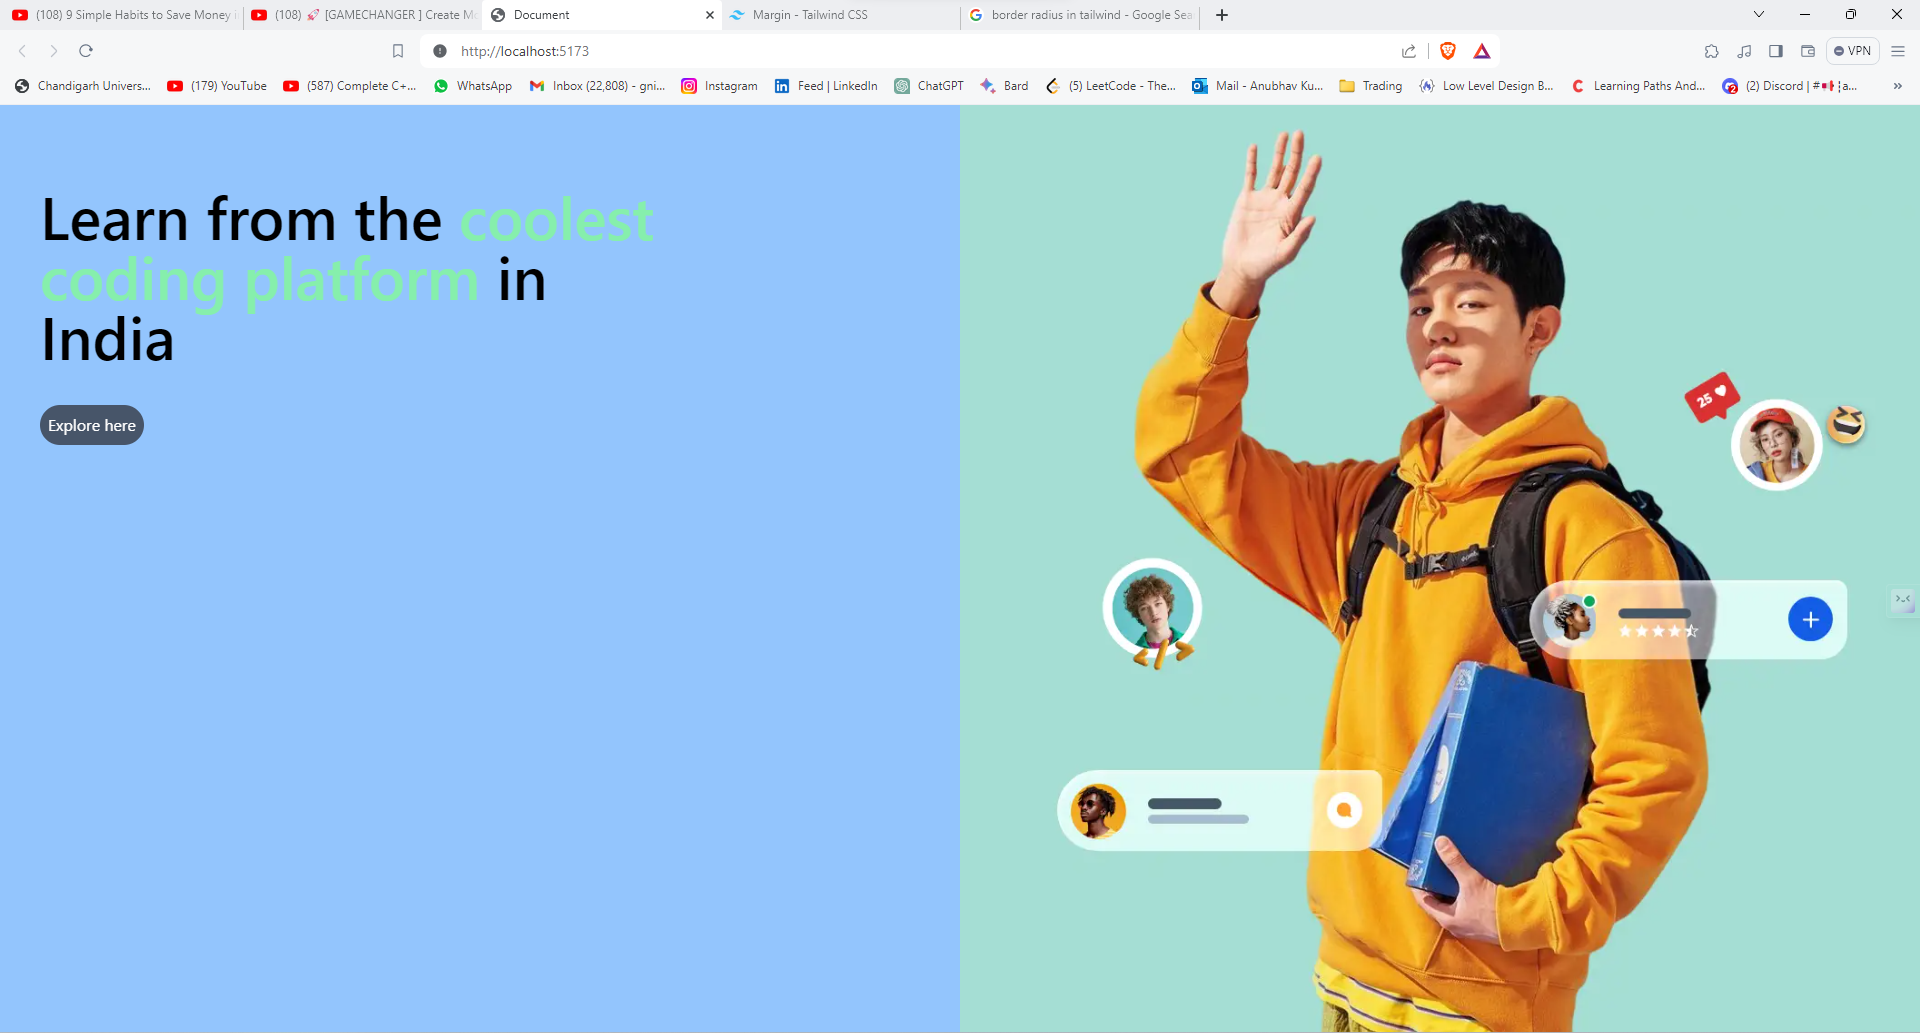 (108) 9 Simple Habits to Save Money i
(108) 🚀 [GAMECHANGER ] Create Mo
Document
Margin - Tailwind CSS
border radius in tailwind - Google Sea
http://localhost:5173
VPN
Chandigarh Univers...
(179) YouTube
(587) Complete C+...
WhatsApp
Inbox (22,808) - gni...
Instagram
Feed | LinkedIn
ChatGPT
Bard
(5) LeetCode - The...
Mail - Anubhav Ku...
Trading
Low Level Design B...
Learning Paths And...
(2) Discord | #
Learn from the coolest
coding platform in
India
Explore here
25